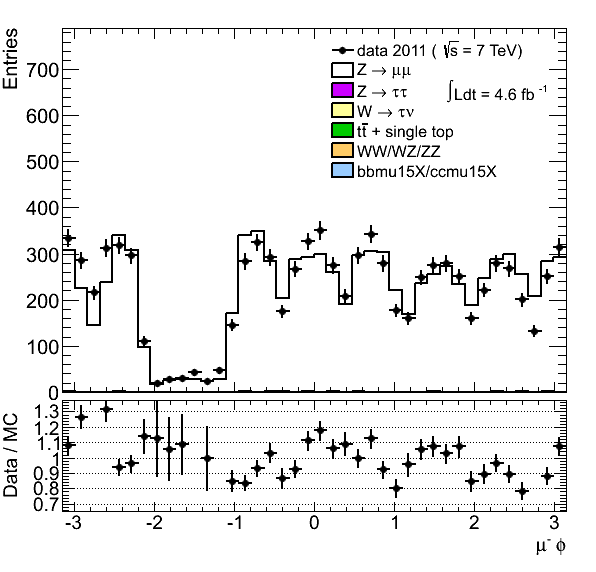 Entries
data 2011 ( √s = 7 TeV)
Z → μμ
Z → ττ
W → τν
tt̄ + single top
WW/WZ/ZZ
bbmu15X/ccmu15X
∫Ldt = 4.6 fb⁻¹
700
600
500
400
300
200
100
0
Data / MC
1.3
1.2
1.1
1
0.9
0.8
0.7
-3 -2 -1 0 1 2 3
μ⁻ ϕ